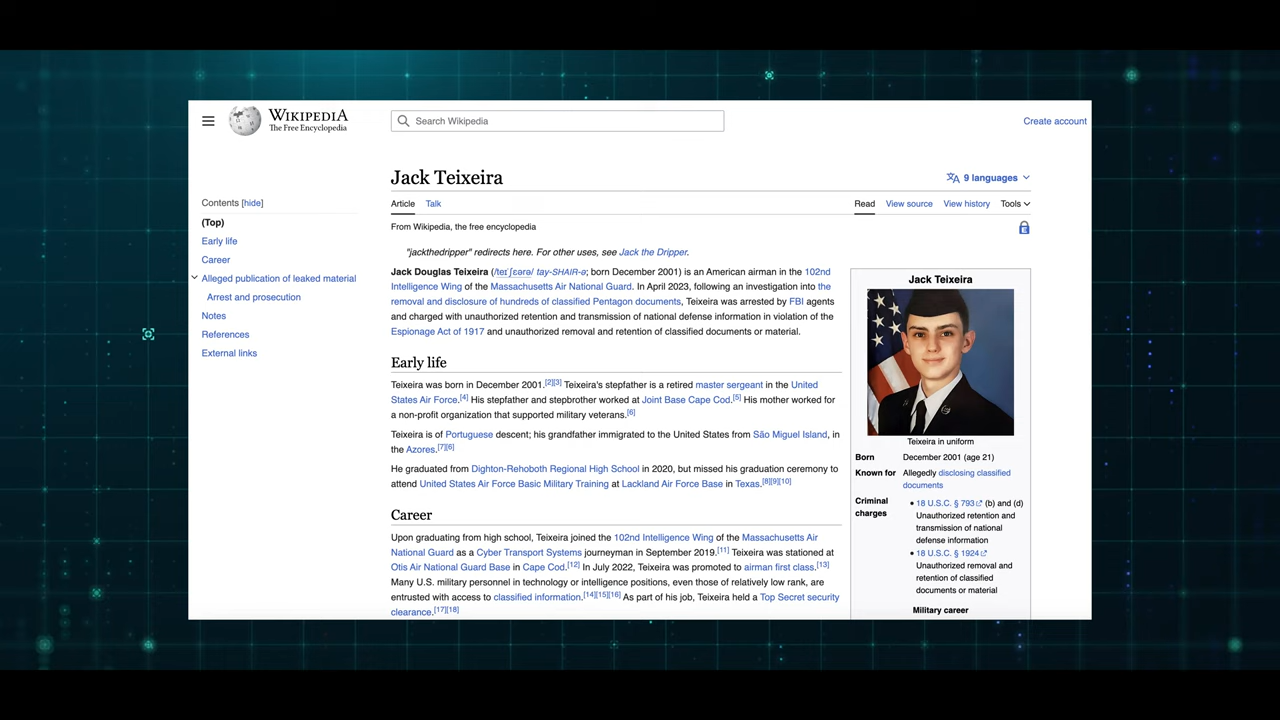 WIKIPEDIA
The Free Encyclopedia
Search Wikipedia
Create account
Contents [hide]
(Top)
Early life
Career
Alleged publication of leaked material
Arrest and prosecution
Notes
References
External links
Jack Teixeira
9 languages
Article Talk
Read View source View history Tools
From Wikipedia, the free encyclopedia
"jackthedripper" redirects here. For other uses, see Jack the Dripper.
Jack Douglas Teixeira (/teɪˈʃɛərə/ tay-SHAIR-ə; born December 2001) is an American airman in the 102nd
Intelligence Wing of the Massachusetts Air National Guard. In April 2023, following an investigation into the
removal and disclosure of hundreds of classified Pentagon documents, Teixeira was arrested by FBI agents
and charged with unauthorized retention and transmission of national defense information in violation of the
Espionage Act of 1917 and unauthorized removal and retention of classified documents or material.
Early life
Teixeira was born in December 2001.[2][3] Teixeira's stepfather is a retired master sergeant in the United
States Air Force.[4] His stepfather and stepbrother worked at Joint Base Cape Cod.[5] His mother worked for
a non-profit organization that supported military veterans.[6]
Teixeira is of Portuguese descent; his grandfather immigrated to the United States from São Miguel Island, in
the Azores.[7][6]
He graduated from Dighton-Rehoboth Regional High School in 2020, but missed his graduation ceremony to
attend United States Air Force Basic Military Training at Lackland Air Force Base in Texas.[8][9][10]
Career
Upon graduating from high school, Teixeira joined the 102nd Intelligence Wing of the Massachusetts Air
National Guard as a Cyber Transport Systems journeyman in September 2019.[11] Teixeira was stationed at
Otis Air National Guard Base in Cape Cod.[12] In July 2022, Teixeira was promoted to airman first class.[13]
Many U.S. military personnel in technology or intelligence positions, even those of relatively low rank, are
entrusted with access to classified information.[14][15][16] As part of his job, Teixeira held a Top Secret security
clearance.[17][18]
Jack Teixeira
Teixeira in uniform
Born December 2001 (age 21)
Known for Allegedly disclosing classified
documents
Criminal
charges
• 18 U.S.C. § 793 (b) and (d)
Unauthorized retention and
transmission of national
defense information
• 18 U.S.C. § 1924
Unauthorized removal and
retention of classified
documents or material
Military career